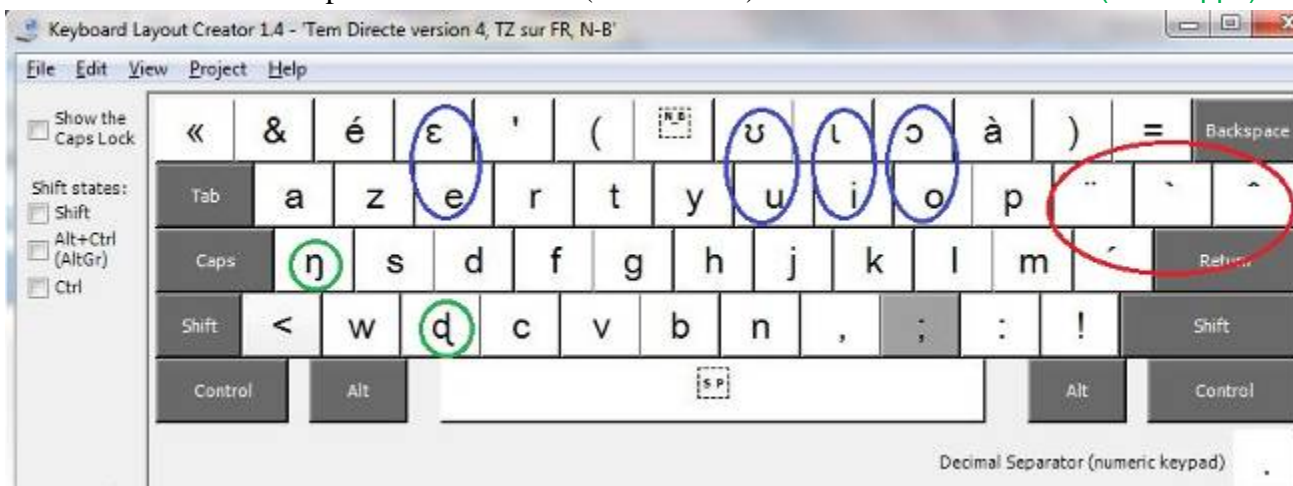 Keyboard Layout Creator 1.4 - 'Tem Directe version 4, TZ sur FR, N-B'
File Edit View Project Help
Show the Caps Lock
Shift states:
Shift
Alt+Ctrl (AltGr)
Ctrl
« & é ɛ ' ( N_B ʊ ɩ ɔ à ) = Backspace
Tab a z e r t y u i o p ¨ ` ^
Caps ŋ s d f g h j k l m ´ Return
Shift < w ɖ c v b n , ; : ! Shift
Control Alt SP Alt Control
Decimal Separator (numeric keypad) .